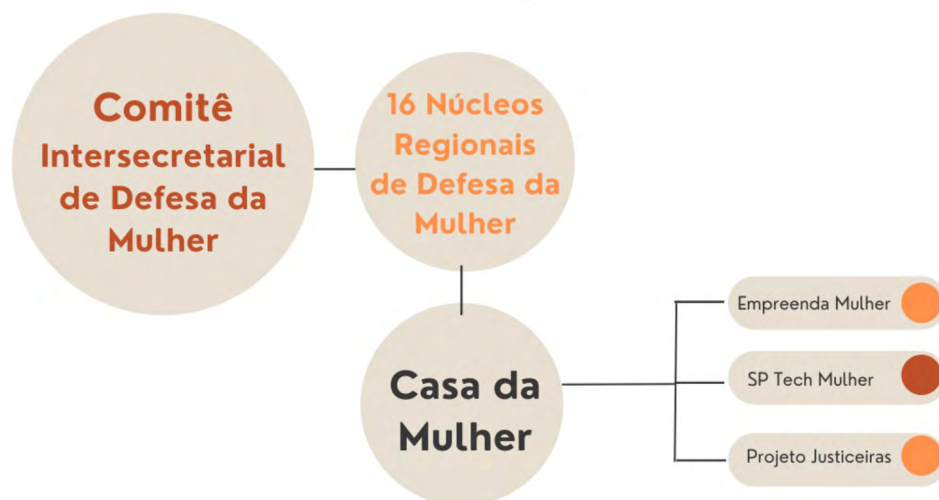 Comitê
Intersecretarial
de Defesa da
Mulher
16 Núcleos
Regionais
de Defesa da
Mulher
Casa da
Mulher
Empreenda Mulher
SP Tech Mulher
Projeto Justiceiras